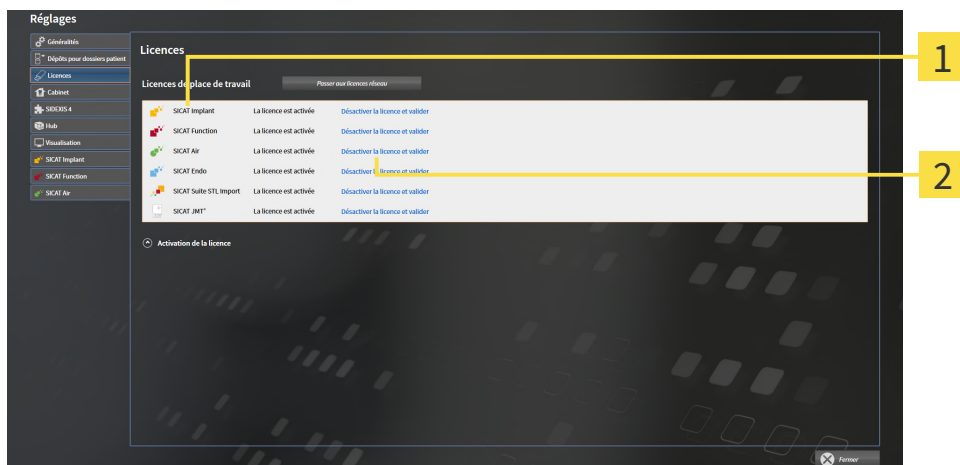 Réglages
Généralités
Dépôts pour dossiers patient
Licences
Cabinet
SIDEXIS 4
Hub
Visualisation
SICAT Implant
SICAT Function
SICAT Air
Licences
Licences de place de travail
Passer aux licences réseau
SICAT Implant La licence est activée Désactiver la licence et valider
SICAT Function La licence est activée Désactiver la licence et valider
SICAT Air La licence est activée Désactiver la licence et valider
SICAT Endo La licence est activée Désactiver la licence et valider
SICAT Suite STL Import La licence est activée Désactiver la licence et valider
SICAT JMT+ La licence est activée Désactiver la licence et valider
Activation de la licence
Fermer
1
2